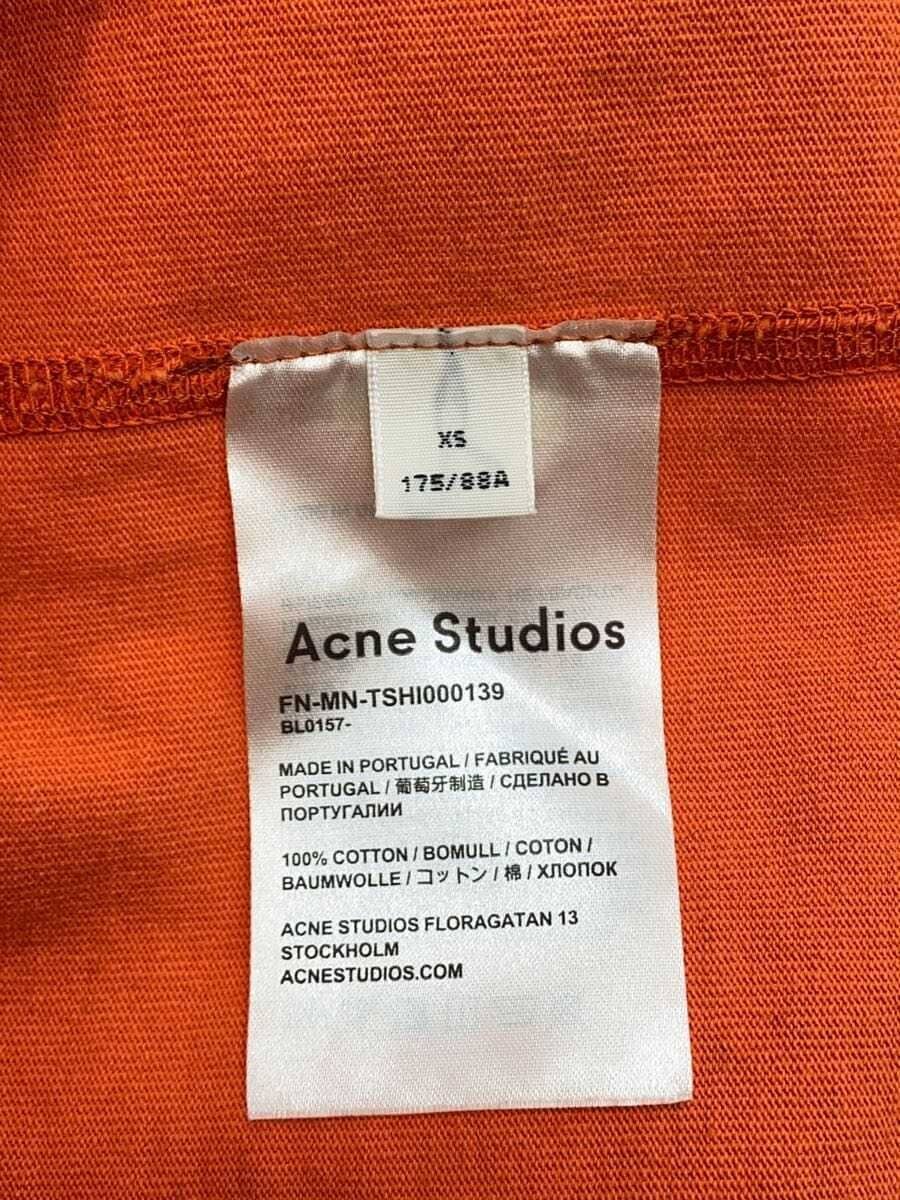 XS
175/88A
Acne Studios
FN-MN-TSHI000139
BL0157-
MADE IN PORTUGAL / FABRIQUÉ AU
PORTUGAL / 葡萄牙制造 / СДЕЛАНО В
ПОРТУГАЛИИ
100% COTTON / BOMULL / COTON /
BAUMWOLLE / コットン / 棉 / ХЛОПОК
ACNE STUDIOS FLORAGATAN 13
STOCKHOLM
ACNESTUDIOS.COM